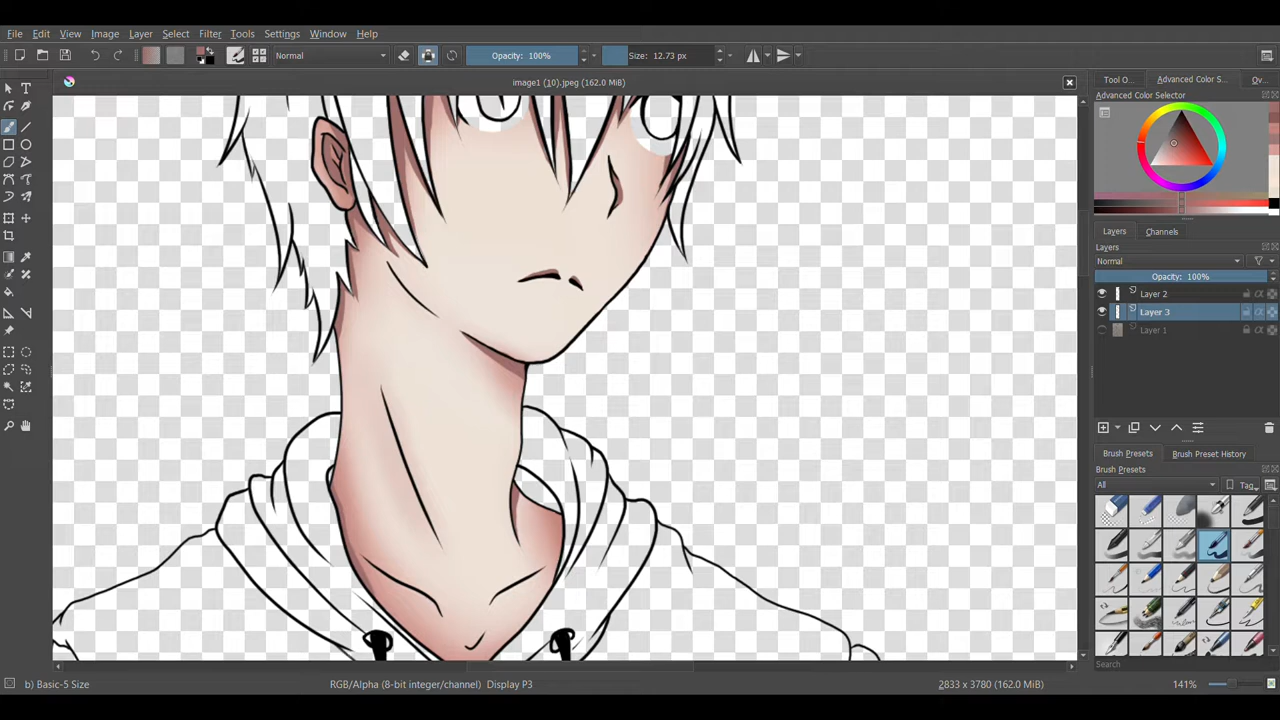 File Edit View Image Layer Select Filter Tools Settings Window Help
Normal Opacity: 100% Size: 12.73 px
image1 (10).jpeg (162.0 MiB)
Tool O... Advanced Color S... Ov...
Advanced Color Selector
Layers Channels
Layers
Normal
Opacity: 100%
Layer 2
Layer 3
Layer 1
Brush Presets Brush Preset History
Brush Presets
All Tag
Search
b) Basic-5 Size RGB/Alpha (8-bit integer/channel) Display P3 2833 x 3780 (162.0 MiB) 141%